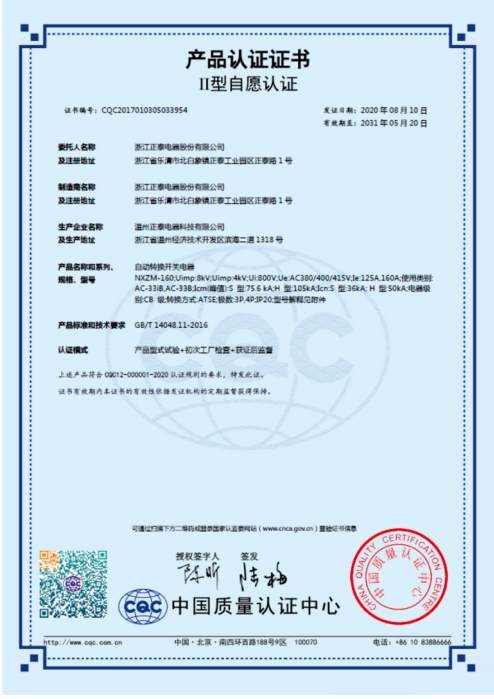 产品认证证书
II型自愿认证
证书编号：CQC2017010305033954
发证日期：2020年08月10日
有效期至：2031年05月20日
委托人名称 浙江正泰电器股份有限公司
及注册地址 浙江省乐清市北白象镇正泰工业园区正泰路1号
制造商名称 浙江正泰电器股份有限公司
及注册地址 浙江省乐清市北白象镇正泰工业园区正泰路1号
生产企业名称 温州正泰电器科技有限公司
及生产地址 浙江省温州经济技术开发区滨海二道1318号
产品名称和系列、 自动转换开关电器
规格、型号 NXZM-160;Uimp:8kV;Uimp:4kV;Ui:800V;Ue:AC380/400/415V;Ie:125A,160A;使用类别:
AC-33iB,AC-33B;Icm(峰值):S 型:75.6 kA;H 型:105kA;Icn:S 型:36kA; H 型:50kA;电器级
别:CB 级;转换方式:ATSE;极数:3P,4P;IP20;型号解释见附件
产品标准和技术要求 GB/T 14048.11-2016
认证模式 产品型式试验+初次工厂检查+获证后监督
上述产品符合 CQC12-000001-2020 认证规则的要求，特发此证。
证书有效期内本证书的有效性依据发证机构的定期监督获得保持。
CQC
可通过扫描下方二维码或登录国家认监委网站（www.cnca.gov.cn）查验证书信息
授权签字人 签发
陈昕 陆梅
CQC
CQC 中国质量认证中心
CHINA QUALITY CERTIFICATION CENTRE
中国质量认证中心
http://www.cqc.com.cn 中国·北京·南四环西路188号9区 100070 电话：+86 10 83886666